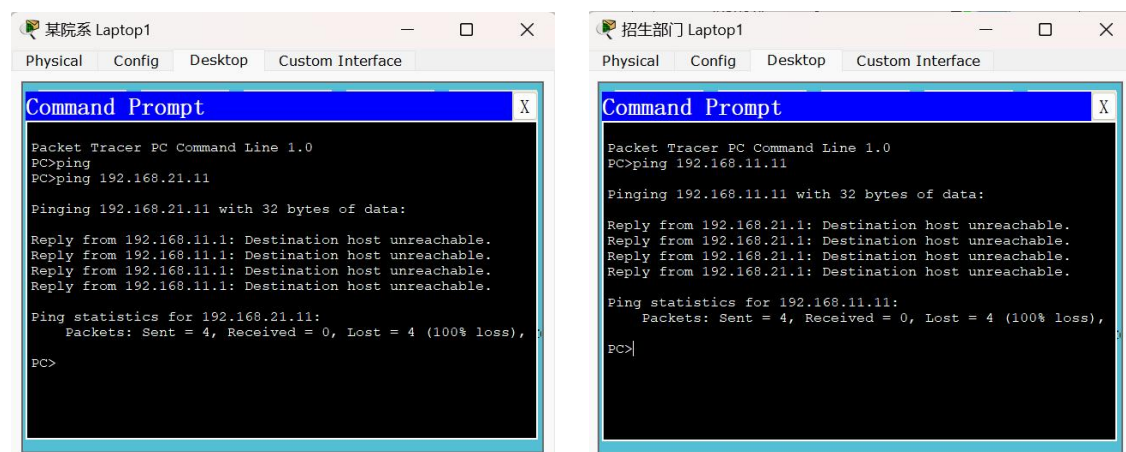 某院系 Laptop1
Physical Config Desktop Custom Interface
Command Prompt
X
Packet Tracer PC Command Line 1.0
PC>ping
PC>ping 192.168.21.11
Pinging 192.168.21.11 with 32 bytes of data:
Reply from 192.168.11.1: Destination host unreachable.
Reply from 192.168.11.1: Destination host unreachable.
Reply from 192.168.11.1: Destination host unreachable.
Reply from 192.168.11.1: Destination host unreachable.
Ping statistics for 192.168.21.11:
Packets: Sent = 4, Received = 0, Lost = 4 (100% loss),
PC>
招生部门 Laptop1
Physical Config Desktop Custom Interface
Command Prompt
X
Packet Tracer PC Command Line 1.0
PC>ping 192.168.11.11
Pinging 192.168.11.11 with 32 bytes of data:
Reply from 192.168.21.1: Destination host unreachable.
Reply from 192.168.21.1: Destination host unreachable.
Reply from 192.168.21.1: Destination host unreachable.
Reply from 192.168.21.1: Destination host unreachable.
Ping statistics for 192.168.11.11:
Packets: Sent = 4, Received = 0, Lost = 4 (100% loss),
PC>